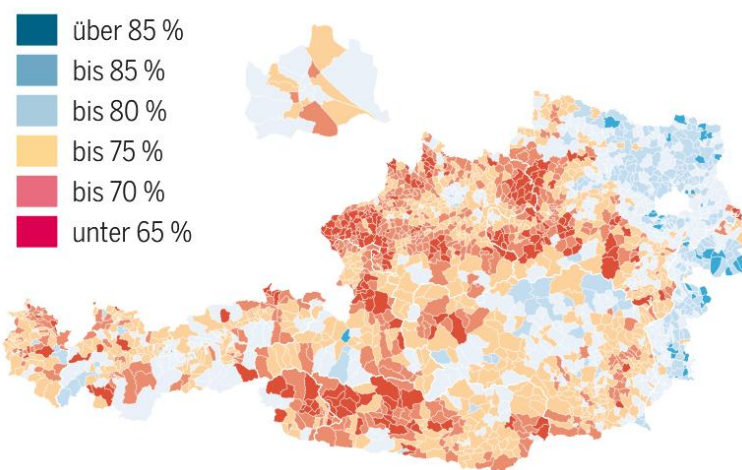 über 85 %
bis 85 %
bis 80 %
bis 75 %
bis 70 %
unter 65 %